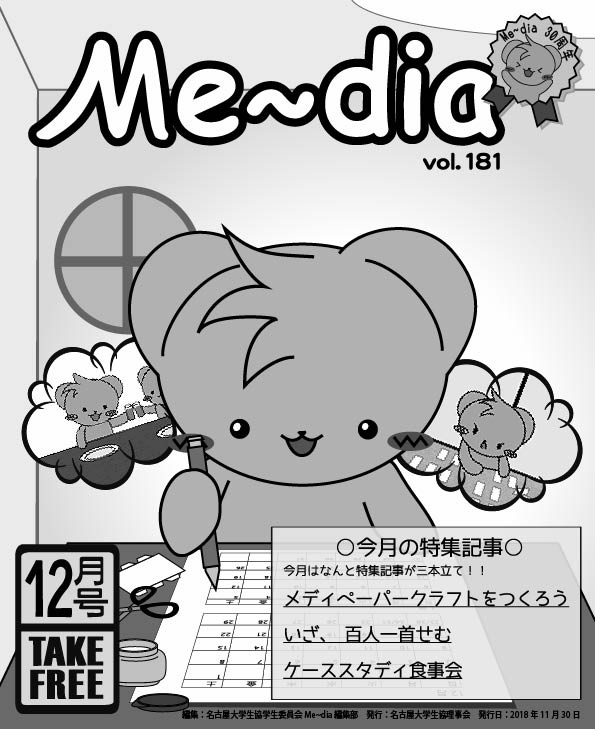 Me~dia 30周年
Me~dia
vol. 181
○今月の特集記事○
今月はなんと特集記事が三本立て！！
メディペーパークラフトをつくろう
いざ、百人一首せむ
ケーススタディ食事会
12月号
TAKE
FREE
編集：名古屋大学生協学生委員会 Me~dia 編集部　発行：名古屋大学生協理事会　発行日：2018 年 11 月 30 日